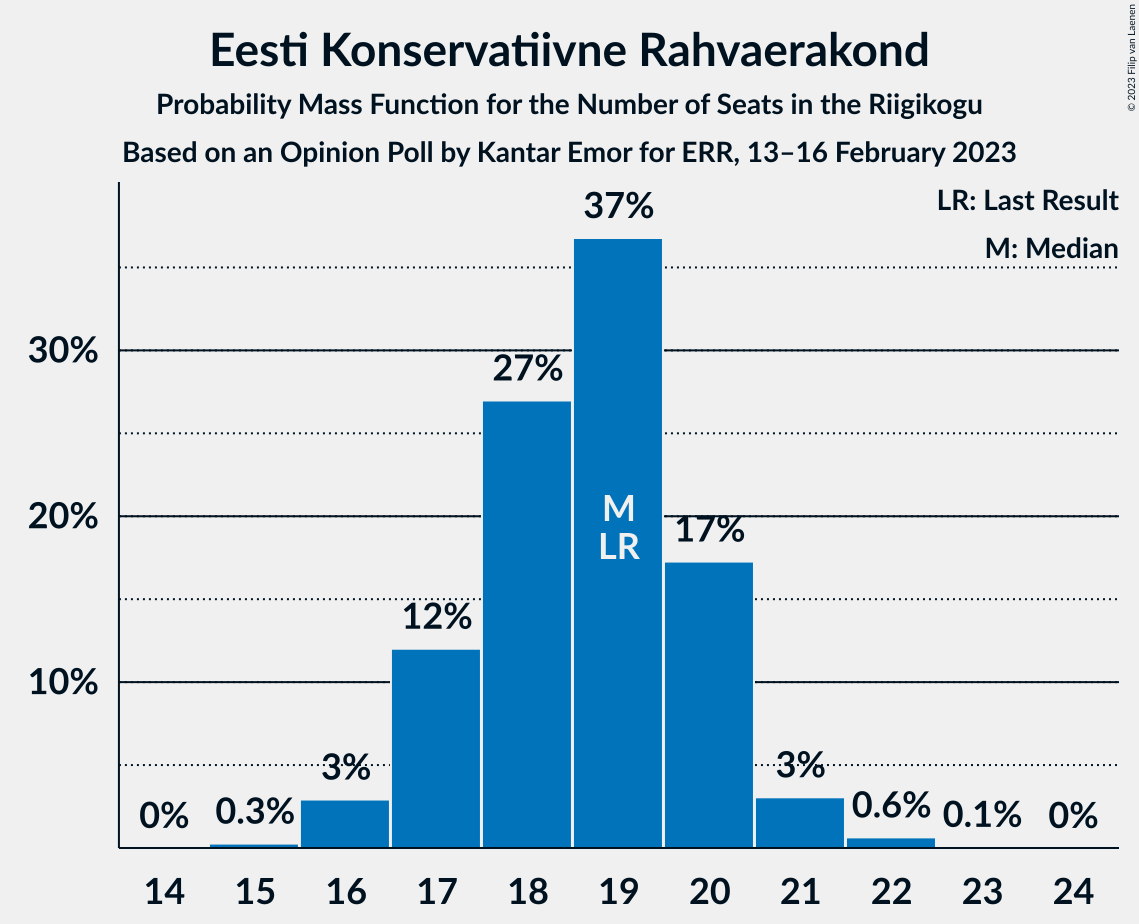 Eesti Konservatiivne Rahvaerakond
Probability Mass Function for the Number of Seats in the Riigikogu
Based on an Opinion Poll by Kantar Emor for ERR, 13–16 February 2023
© 2023 Filip van Laenen
LR: Last Result
M: Median
37%
30%
27%
20%
M
LR
17%
12%
10%
3%
3%
0%
0.3%
0.6%
0.1%
0%
14 15 16 17 18 19 20 21 22 23 24